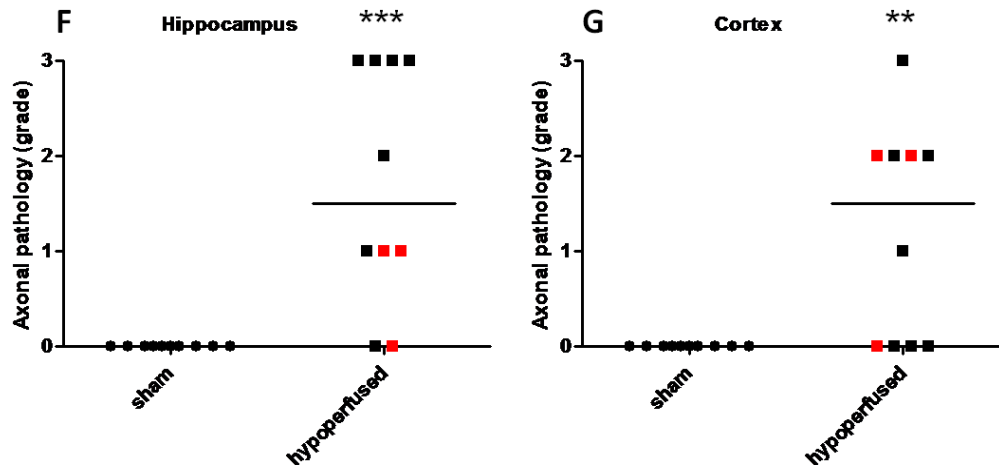 F Hippocampus ***
Axonal pathology (grade)
3
2
1
0
sham
hypoperfused
G Cortex **
Axonal pathology (grade)
3
2
1
0
sham
hypoperfused